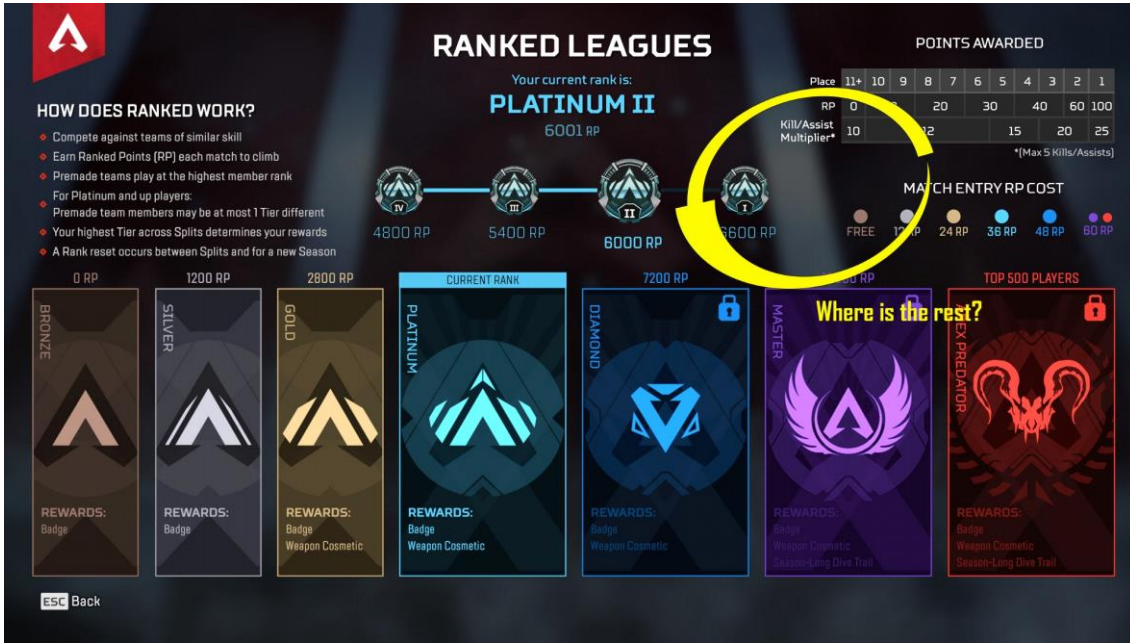 RANKED LEAGUES
Your current rank is:
PLATINUM II
6001 RP
HOW DOES RANKED WORK?
Compete against teams of similar skill
Earn Ranked Points (RP) each match to climb
Premade teams play at the highest member rank
For Platinum and up players:
Premade team members may be at most 1 Tier different
Your highest Tier across Splits determines your rewards
A Rank reset occurs between Splits and for a new Season
IV III II I
4800 RP 5400 RP 6000 RP 6600 RP
POINTS AWARDED
Place 11+ 10 9 8 7 6 5 4 3 2 1
RP 0 20 30 40 60 100
Kill/Assist
Multiplier* 10 12 15 20 25
*(Max 5 Kills/Assists)
MATCH ENTRY RP COST
FREE 12 RP 24 RP 36 RP 48 RP 60 RP
0 RP 1200 RP 2800 RP CURRENT RANK 7200 RP RP TOP 500 PLAYERS
Where is the rest?
BRONZE
REWARDS:
Badge
SILVER
REWARDS:
Badge
GOLD
REWARDS:
Badge
Weapon Cosmetic
PLATINUM
REWARDS:
Badge
Weapon Cosmetic
DIAMOND
REWARDS:
Badge
Weapon Cosmetic
MASTER
REWARDS:
Badge
Weapon Cosmetic
Season-Long Dive Trail
PREDATOR
REWARDS:
Badge
Weapon Cosmetic
Season-Long Dive Trail
ESC Back